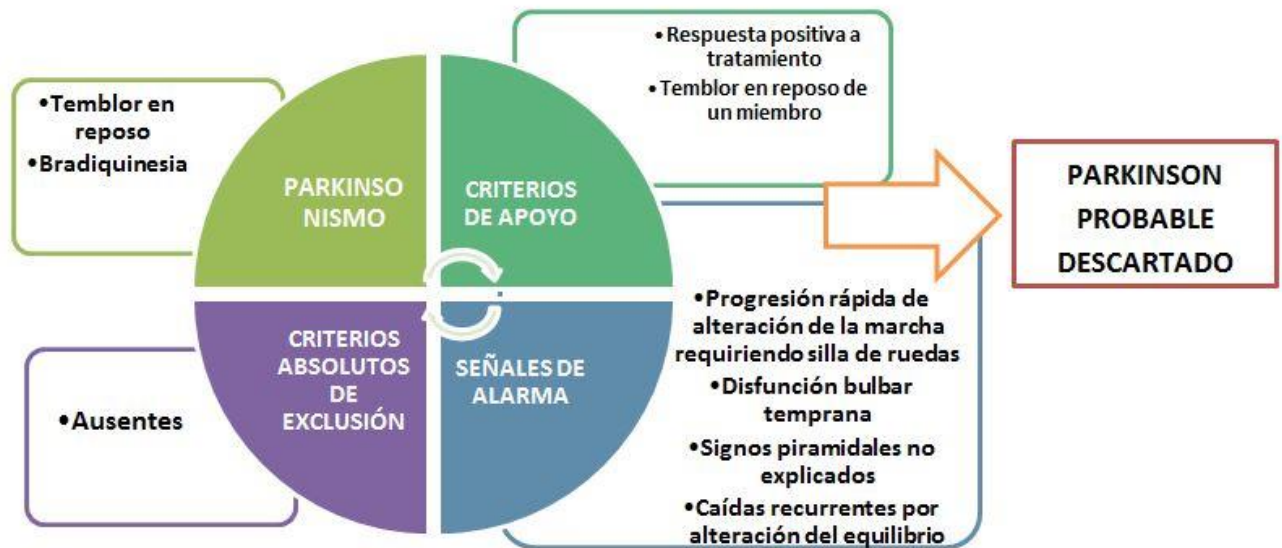 •Temblor en
reposo
•Bradiquinesia
PARKINSO
NISMO
CRITERIOS
DE APOYO
•Respuesta positiva a
tratamiento
•Temblor en reposo de
un miembro
CRITERIOS
ABSOLUTOS
DE
EXCLUSIÓN
•Ausentes
SEÑALES DE
ALARMA
•Progresión rápida de
alteración de la marcha
requiriendo silla de ruedas
•Disfunción bulbar
temprana
•Signos piramidales no
explicados
•Caídas recurrentes por
alteración del equilibrio
PARKINSON
PROBABLE
DESCARTADO